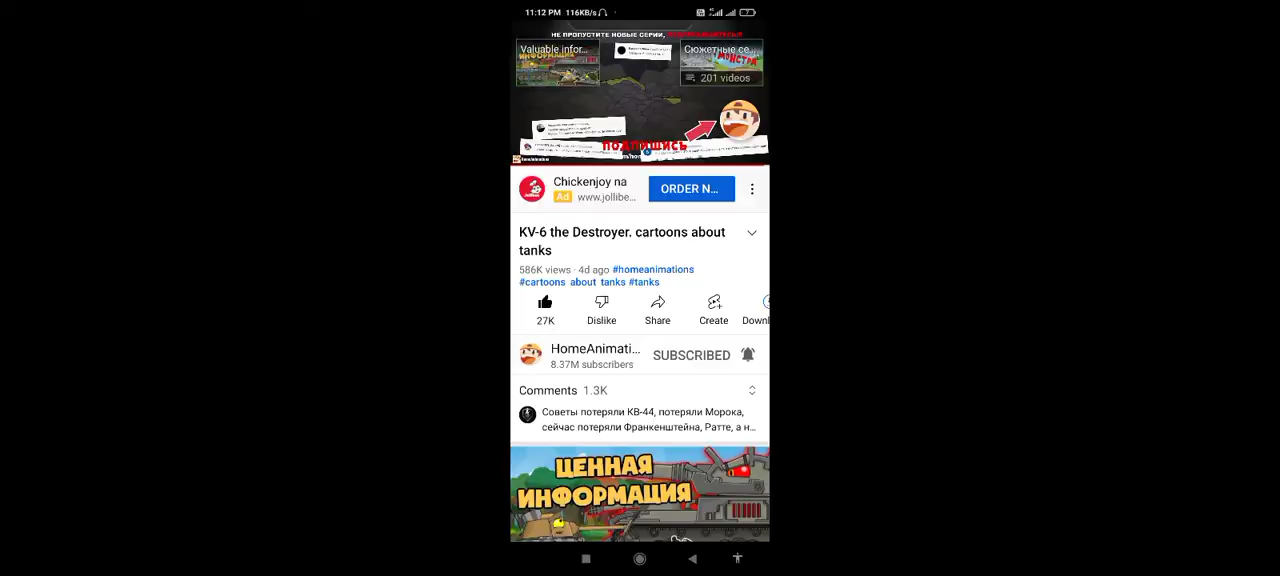 11:12 PM 116KB/s
НЕ ПРОПУСТИТЕ НОВЫЕ СЕРИИ,
Valuable infor...
ИНФОРМАЦИЯ
Сюжетные се...
МОНСТРА
201 videos
ПОДПИШИСЬ
Chickenjoy na
Ad www.jollibe...
ORDER N...
KV-6 the Destroyer. cartoons about
tanks
586K views · 4d ago #homeanimations
#cartoons about tanks #tanks
27K
Dislike
Share
Create
Downl
HomeAnimati...
8.37M subscribers
SUBSCRIBED
Comments 1.3K
Советы потеряли КВ-44, потеряли Морока,
сейчас потеряли Франкенштейна, Ратте, а н...
ЦЕННАЯ
ИНФОРМАЦИЯ